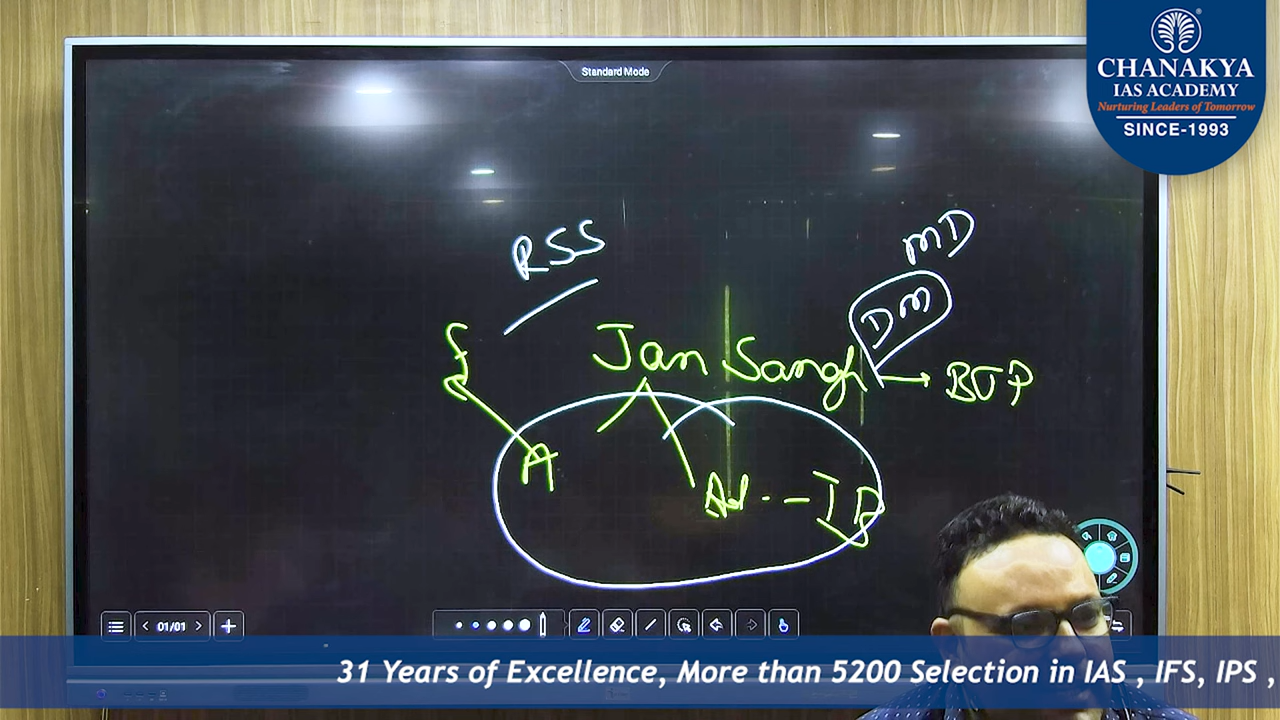 CHANAKYA
IAS ACADEMY
Nurturing Leaders of Tomorrow
SINCE-1993
Standard Mode
RSS
MD
DM
Jan Sangh
BJP
A
01/01
31 Years of Excellence, More than 5200 Selection in IAS , IFS, IPS ,